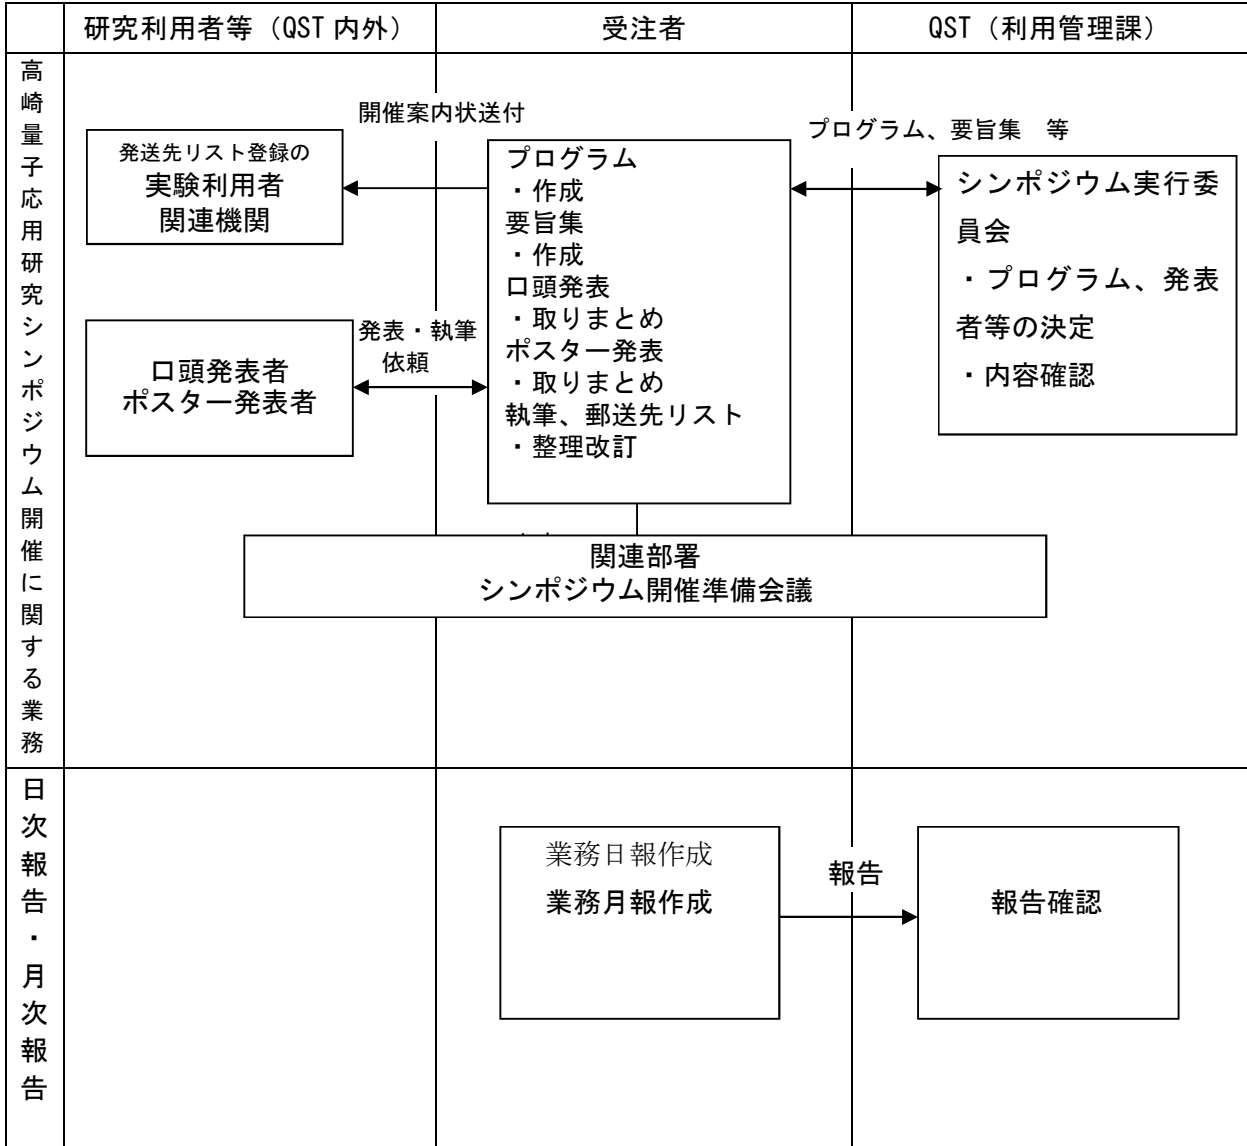 研究利用者等（QST 内外）
受注者
QST（利用管理課）
高崎量子応用研究シンポジウム開催に関する業務
開催案内状送付
発送先リスト登録の
実験利用者
関連機関
発表・執筆
依頼
口頭発表者
ポスター発表者
プログラム
・作成
要旨集
・作成
口頭発表
・取りまとめ
ポスター発表
・取りまとめ
執筆、郵送先リスト
・整理改訂
プログラム、要旨集　等
シンポジウム実行委
員会
・プログラム、発表
者等の決定
・内容確認
関連部署
シンポジウム開催準備会議
日次報告・月次報告
業務日報作成
業務月報作成
報告
報告確認